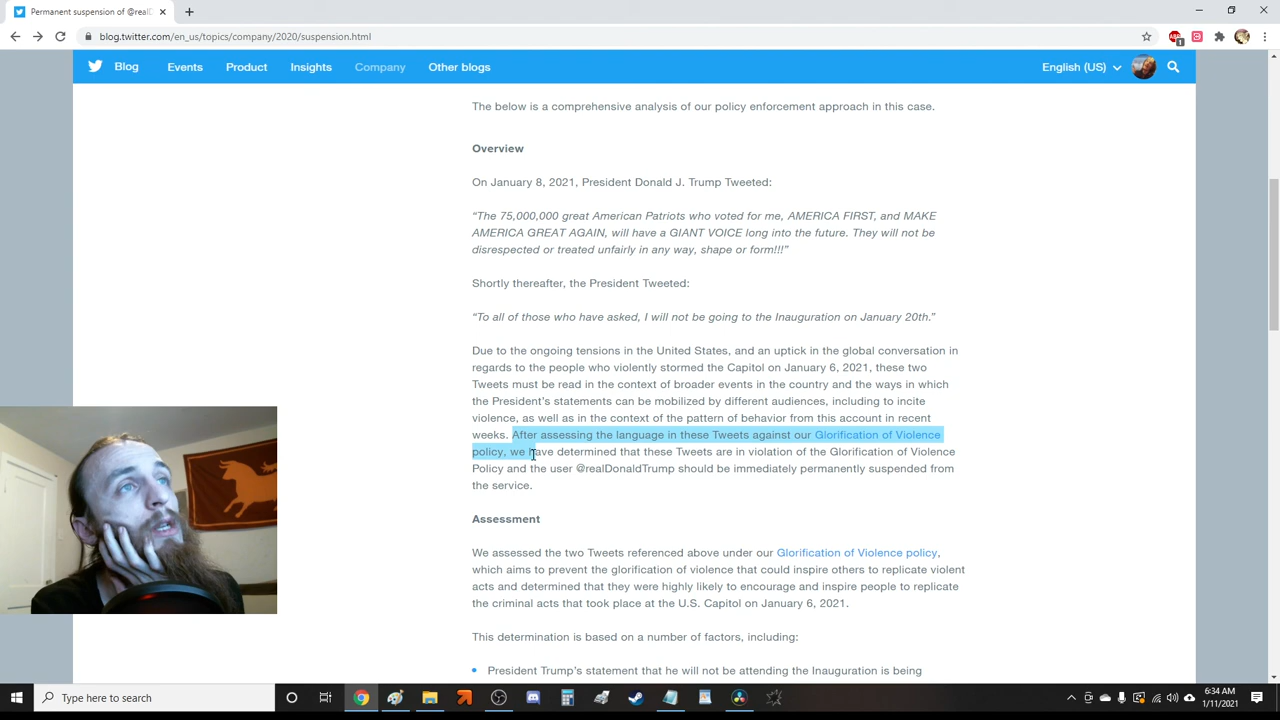 Permanent suspension of @realD
blog.twitter.com/en_us/topics/company/2020/suspension.html
1
Blog Events Product Insights Company Other blogs English (US)
The below is a comprehensive analysis of our policy enforcement approach in this case.
Overview
On January 8, 2021, President Donald J. Trump Tweeted:
“The 75,000,000 great American Patriots who voted for me, AMERICA FIRST, and MAKE
AMERICA GREAT AGAIN, will have a GIANT VOICE long into the future. They will not be
disrespected or treated unfairly in any way, shape or form!!!”
Shortly thereafter, the President Tweeted:
“To all of those who have asked, I will not be going to the Inauguration on January 20th.”
Due to the ongoing tensions in the United States, and an uptick in the global conversation in
regards to the people who violently stormed the Capitol on January 6, 2021, these two
Tweets must be read in the context of broader events in the country and the ways in which
the President’s statements can be mobilized by different audiences, including to incite
violence, as well as in the context of the pattern of behavior from this account in recent
weeks. After assessing the language in these Tweets against our Glorification of Violence
policy, we have determined that these Tweets are in violation of the Glorification of Violence
Policy and the user @realDonaldTrump should be immediately permanently suspended from
the service.
Assessment
We assessed the two Tweets referenced above under our Glorification of Violence policy,
which aims to prevent the glorification of violence that could inspire others to replicate violent
acts and determined that they were highly likely to encourage and inspire people to replicate
the criminal acts that took place at the U.S. Capitol on January 6, 2021.
This determination is based on a number of factors, including:
• President Trump’s statement that he will not be attending the Inauguration is being
Type here to search
6:34 AM
1/11/2021